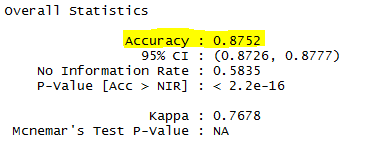 Overall Statistics
Accuracy : 0.8752
95% CI : (0.8726, 0.8777)
No Information Rate : 0.5835
P-Value [Acc > NIR] : < 2.2e-16
Kappa : 0.7678
Mcnemar's Test P-Value : NA